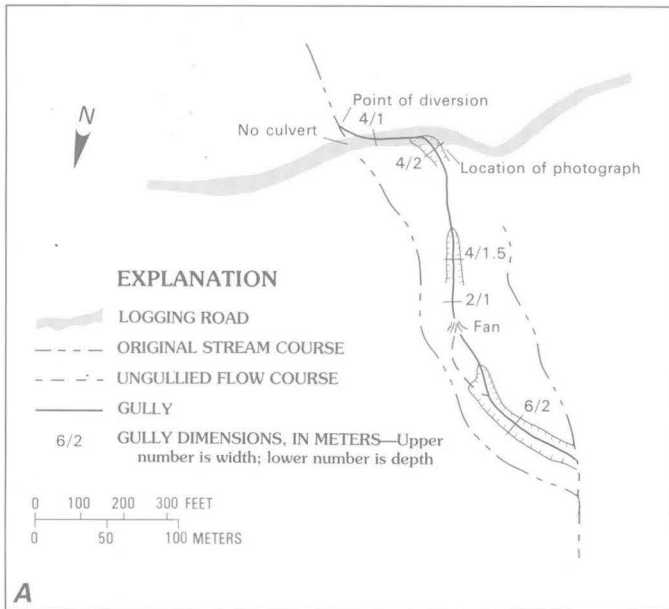 N
Point of diversion
4/1
No culvert
4/2
Location of photograph
4/1.5
2/1
Fan
6/2
EXPLANATION
LOGGING ROAD
ORIGINAL STREAM COURSE
UNGULLIED FLOW COURSE
GULLY
6/2 GULLY DIMENSIONS, IN METERS—Upper
number is width; lower number is depth
0 100 200 300 FEET
0 50 100 METERS
A